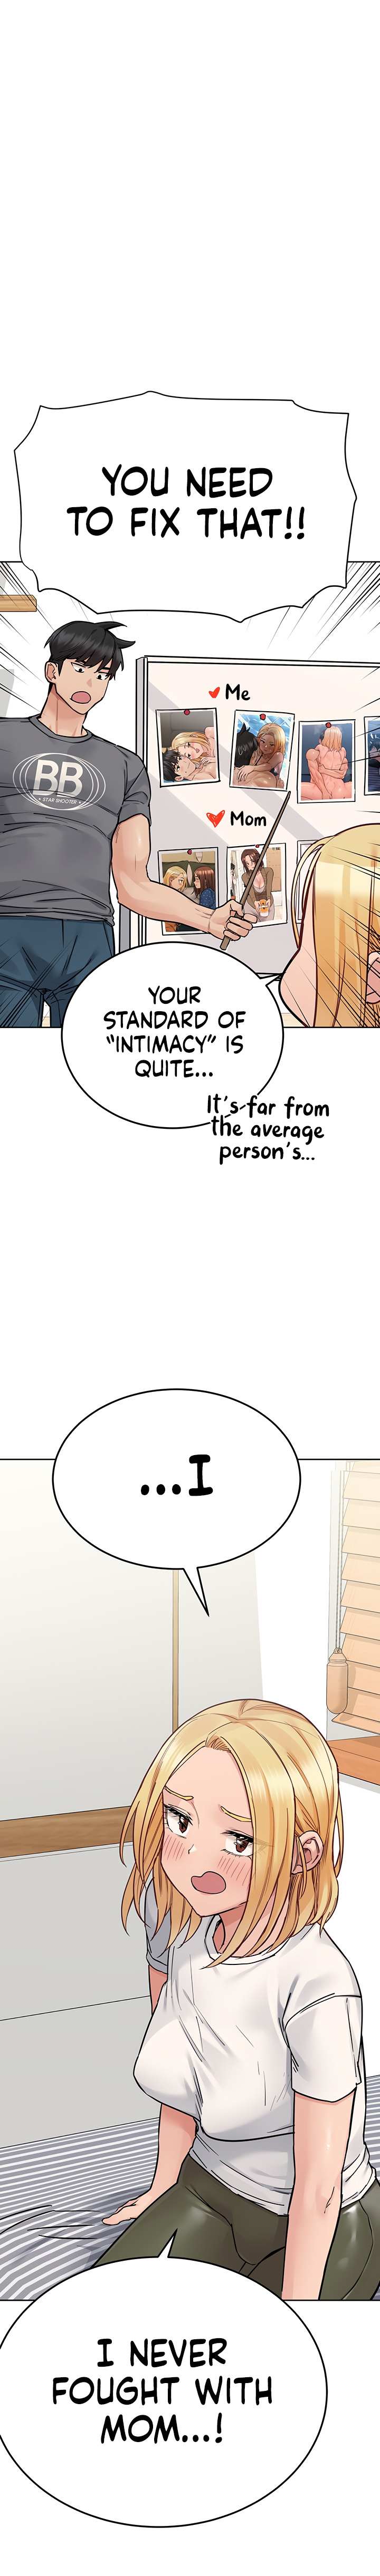 YOU NEED
TO FIX THAT!!
Me
BB
STAR SHOOTER
Mom
YOUR
STANDARD OF
"INTIMACY" IS
QUITE...
It's far from
the average
person's...
...I
I NEVER
FOUGHT WITH
MOM...!